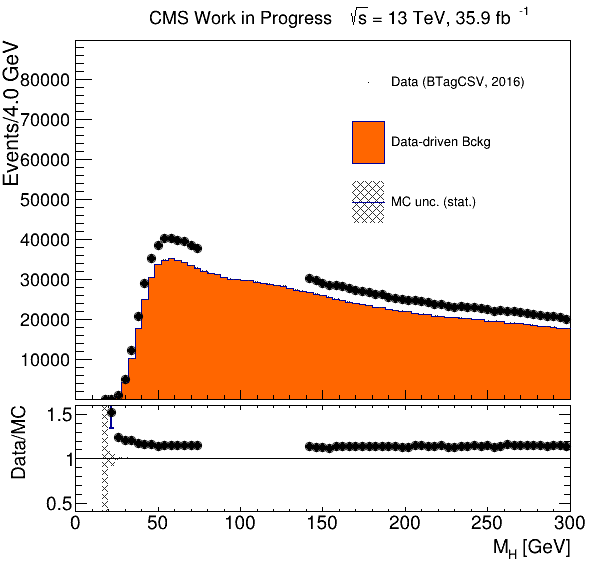 CMS Work in Progress √s = 13 TeV, 35.9 fb⁻¹
Events/4.0 GeV
80000
70000
60000
50000
40000
30000
20000
10000
Data (BTagCSV, 2016)
Data-driven Bckg
MC unc. (stat.)
Data/MC
1.5
1
0.5
0 50 100 150 200 250 300
M_H [GeV]